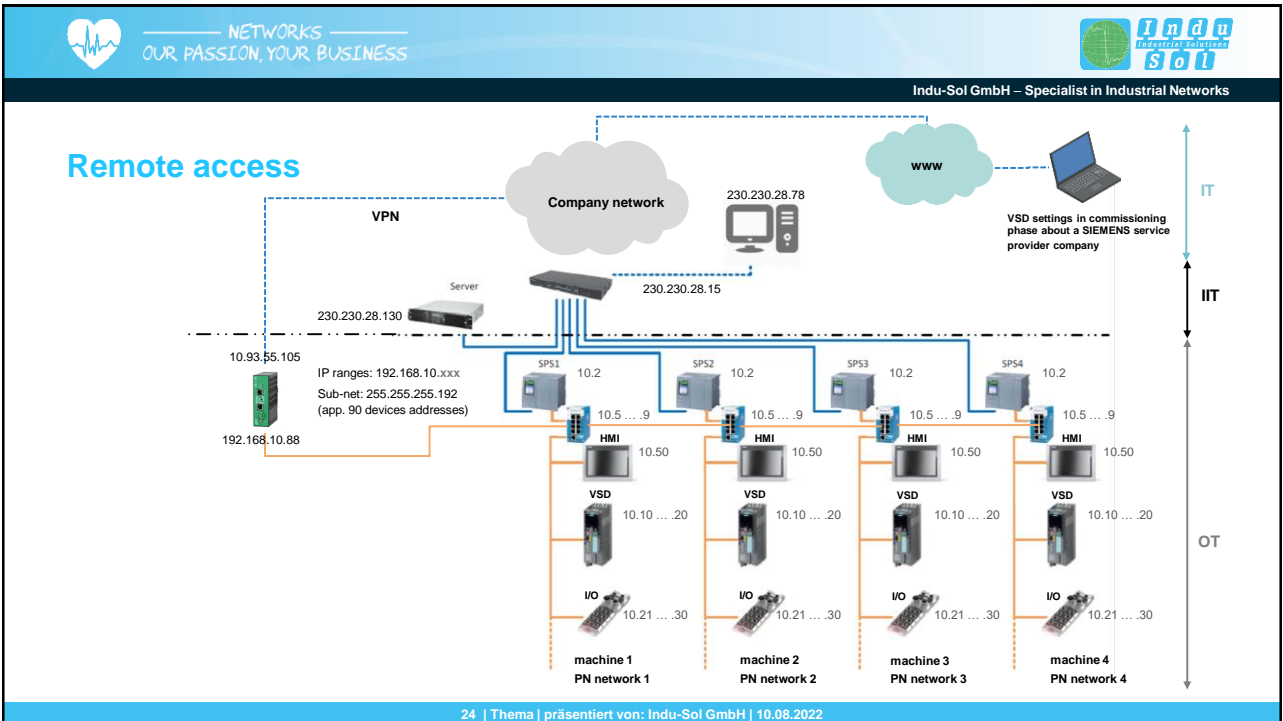 NETWORKS
OUR PASSION, YOUR BUSINESS
Indu
Industrial Solutions
Sol
Indu-Sol GmbH – Specialist in Industrial Networks
Remote access
VPN
Company network
www
230.230.28.78
VSD settings in commissioning
phase about a SIEMENS service
provider company
IT
IIT
OT
Server
230.230.28.15
230.230.28.130
10.93.55.105
IP ranges: 192.168.10.xxx
Sub-net: 255.255.255.192
(app. 90 devices addresses)
192.168.10.88
SPS1
10.2
SPS2
10.2
SPS3
10.2
SPS4
10.2
10.5 … .9
10.5 … .9
10.5 … .9
10.5 … .9
HMI
HMI
HMI
HMI
10.50
10.50
10.50
10.50
VSD
VSD
VSD
VSD
10.10 … .20
10.10 … .20
10.10 … .20
10.10 … .20
I/O
I/O
I/O
I/O
10.21 … .30
10.21 … .30
10.21 … .30
10.21 … .30
machine 1
PN network 1
machine 2
PN network 2
machine 3
PN network 3
machine 4
PN network 4
24 | Thema | präsentiert von: Indu-Sol GmbH | 10.08.2022